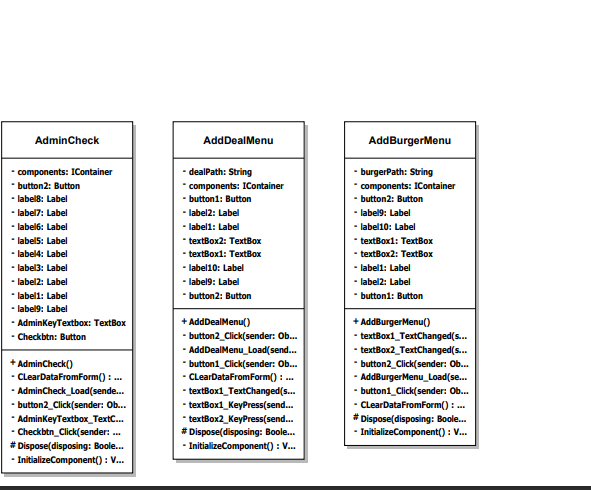 AdminCheck
- components: IContainer
- button2: Button
- label8: Label
- label7: Label
- label6: Label
- label5: Label
- label4: Label
- label3: Label
- label2: Label
- label1: Label
- label9: Label
- AdminKeyTextbox: TextBox
- Checkbtn: Button
+ AdminCheck()
- CLearDataFromForm() : ...
- AdminCheck_Load(sende...
- button2_Click(sender: Ob...
- AdminKeyTextbox_TextC...
- Checkbtn_Click(sender: ...
# Dispose(disposing: Boole...
- InitializeComponent() : V...
AddDealMenu
- dealPath: String
- components: IContainer
- button1: Button
- label2: Label
- label1: Label
- textBox2: TextBox
- textBox1: TextBox
- label10: Label
- label9: Label
- button2: Button
+ AddDealMenu()
- button2_Click(sender: Ob...
- AddDealMenu_Load(send...
- button1_Click(sender: Ob...
- CLearDataFromForm() : ...
- textBox1_TextChanged(s...
- textBox1_KeyPress(send...
- textBox2_KeyPress(send...
# Dispose(disposing: Boole...
- InitializeComponent() : V...
AddBurgerMenu
- burgerPath: String
- components: IContainer
- button2: Button
- label9: Label
- label10: Label
- textBox1: TextBox
- textBox2: TextBox
- label1: Label
- label2: Label
- button1: Button
+ AddBurgerMenu()
- textBox1_TextChanged(s...
- textBox2_TextChanged(s...
- button2_Click(sender: Ob...
- AddBurgerMenu_Load(se...
- button1_Click(sender: Ob...
- CLearDataFromForm() : ...
# Dispose(disposing: Boole...
- InitializeComponent() : V...